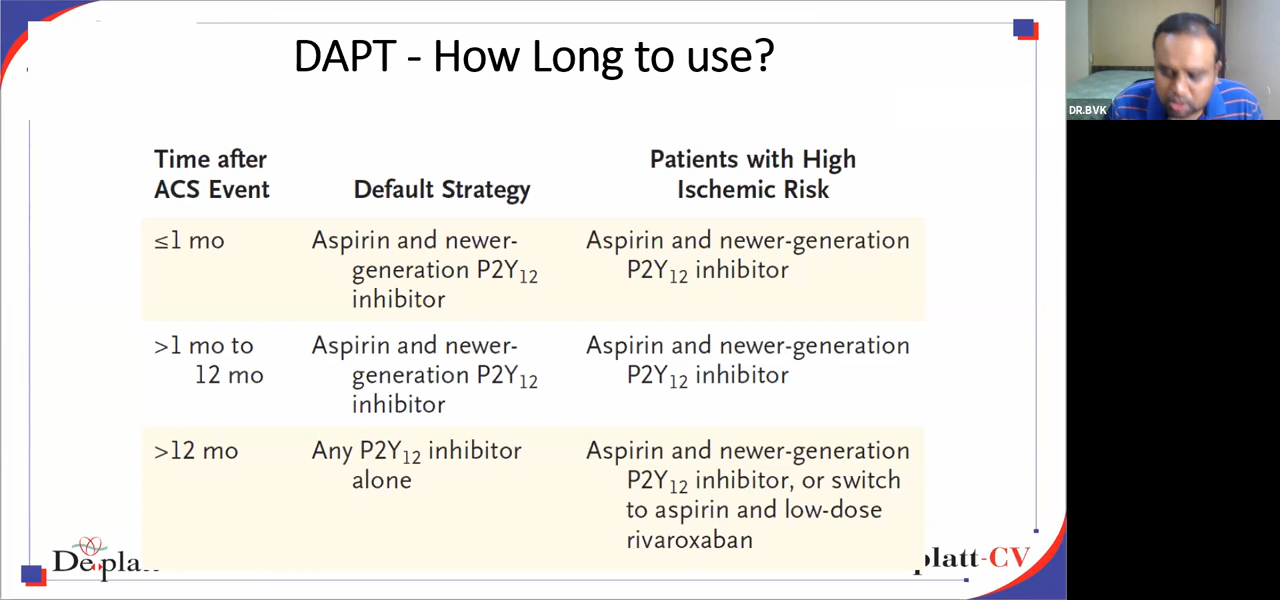 DAPT - How Long to use?
DR.BVK
Time after
ACS Event
Default Strategy
Patients with High
Ischemic Risk
≤1 mo
Aspirin and newer-
generation P2Y12
inhibitor
Aspirin and newer-generation
P2Y12 inhibitor
>1 mo to
12 mo
Aspirin and newer-
generation P2Y12
inhibitor
Aspirin and newer-generation
P2Y12 inhibitor
>12 mo
Any P2Y12 inhibitor
alone
Aspirin and newer-generation
P2Y12 inhibitor, or switch
to aspirin and low-dose
rivaroxaban
platt-CV